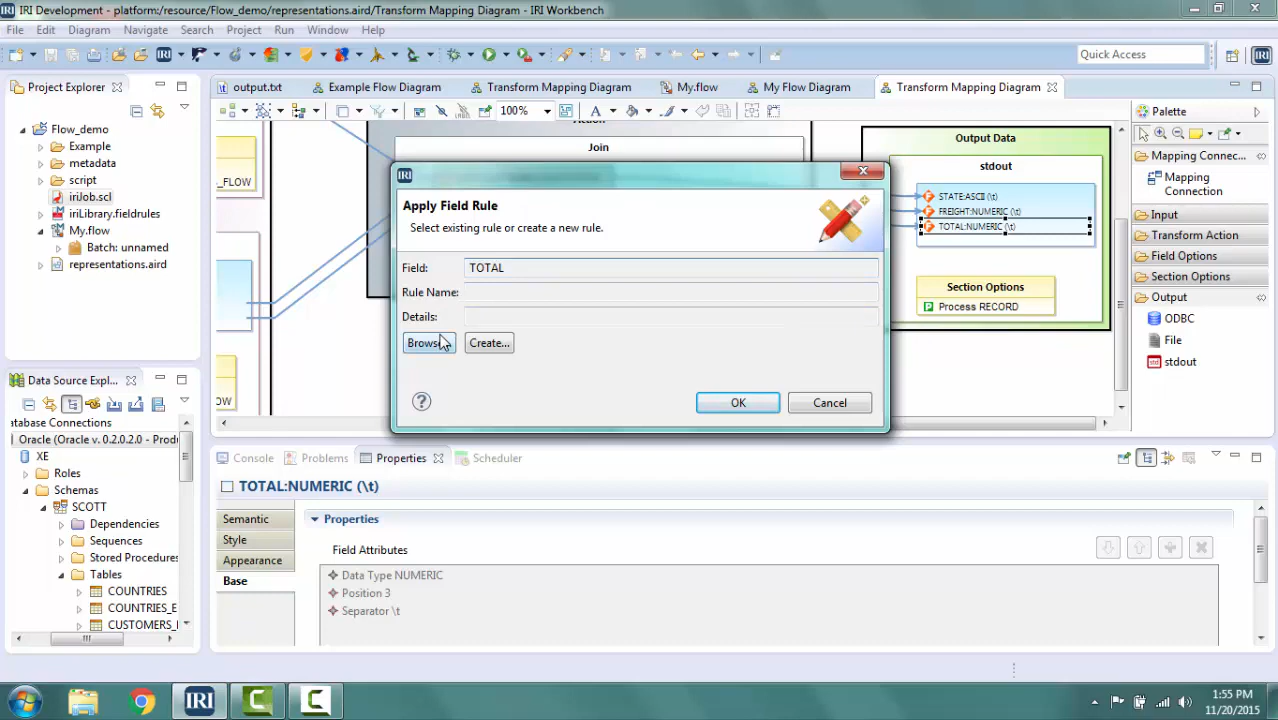 IRI Development - platform:/resource/Flow_demo/representations.aird/Transform Mapping Diagram - IRI Workbench
File Edit Diagram Navigate Search Project Run Window Help
Quick Access
Project Explorer
output.txt
Example Flow Diagram
Transform Mapping Diagram
My.flow
My Flow Diagram
Transform Mapping Diagram
100%
Palette
Mapping Connec...
Mapping
Connection
Input
Transform Action
Field Options
Section Options
Output
ODBC
File
stdout
Flow_demo
Example
metadata
script
iriJob.scl
iriLibrary.fieldrules
My.flow
Batch: unnamed
representations.aird
_FLOW
OW
Action
Join
Output Data
stdout
STATE:ASCII (\t)
FREIGHT:NUMERIC (\t)
TOTAL:NUMERIC (\t)
Section Options
Process RECORD
IRI
Apply Field Rule
Select existing rule or create a new rule.
Field: TOTAL
Rule Name:
Details:
Browse...
Create...
OK
Cancel
Data Source Expl...
atabase Connections
Oracle (Oracle v. 0.2.0.2.0 - Produ
XE
Roles
Schemas
SCOTT
Dependencies
Sequences
Stored Procedures
Tables
COUNTRIES
COUNTRIES_E
CUSTOMERS_
Console
Problems
Properties
Scheduler
TOTAL:NUMERIC (\t)
Semantic
Style
Appearance
Base
Properties
Field Attributes
Data Type NUMERIC
Position 3
Separator \t
IRI
1:55 PM
11/20/2015